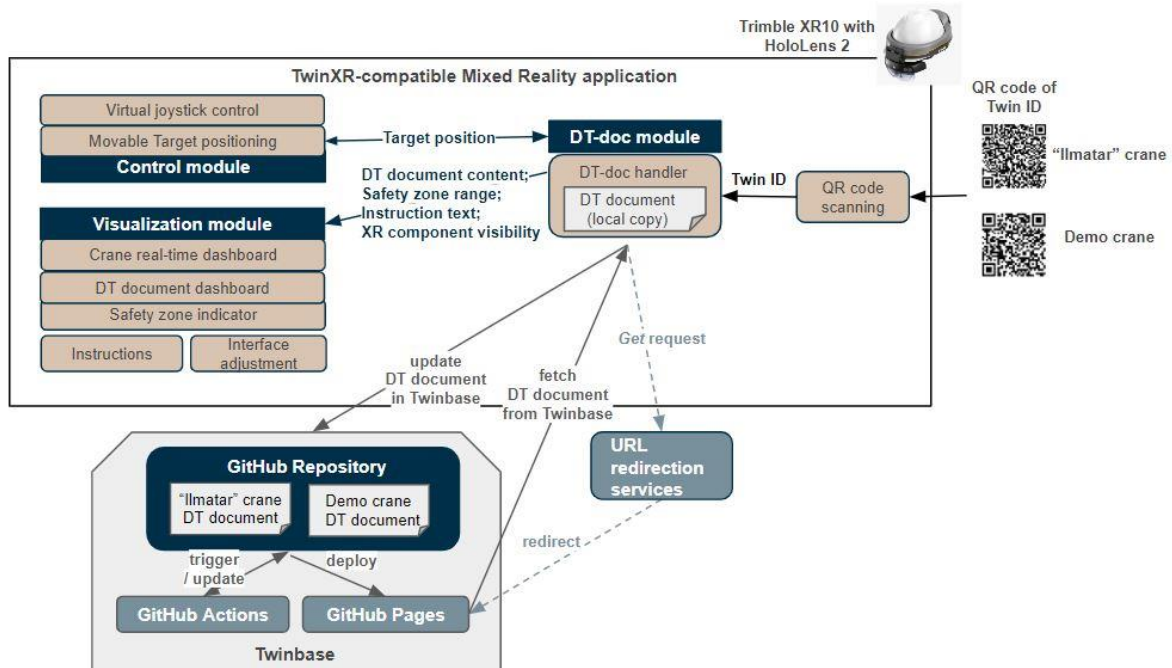 Trimble XR10 with
HoloLens 2
TwinXR-compatible Mixed Reality application
QR code of
Twin ID
Virtual joystick control
Movable Target positioning
Control module
Target position
DT-doc module
"Ilmatar" crane
DT document content;
Safety zone range;
Instruction text;
XR component visibility
DT-doc handler
DT document
(local copy)
Twin ID
QR code
scanning
Visualization module
Crane real-time dashboard
DT document dashboard
Safety zone indicator
Instructions
Interface
adjustment
Demo crane
update
DT document
in Twinbase
fetch
DT document
from Twinbase
Get request
URL
redirection
services
GitHub Repository
"Ilmatar" crane
DT document
Demo crane
DT document
trigger
/ update
deploy
redirect
GitHub Actions
GitHub Pages
Twinbase